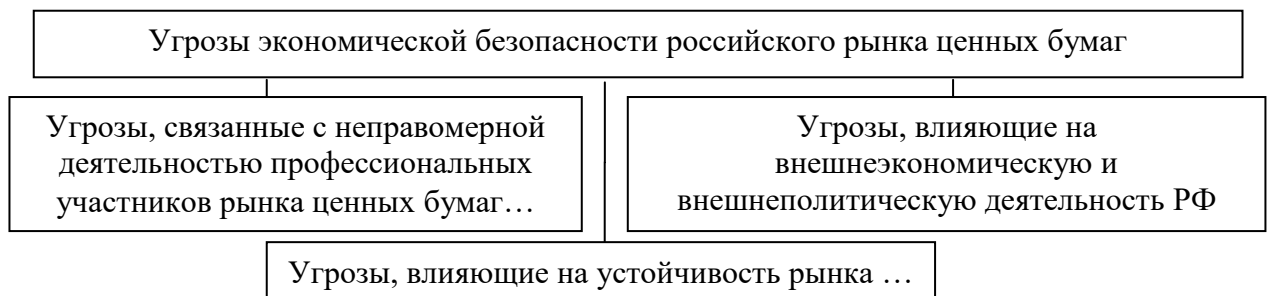 Угрозы экономической безопасности российского рынка ценных бумаг
Угрозы, связанные с неправомерной
деятельностью профессиональных
участников рынка ценных бумаг…
Угрозы, влияющие на
внешнеэкономическую и
внешнеполитическую деятельность РФ
Угрозы, влияющие на устойчивость рынка …